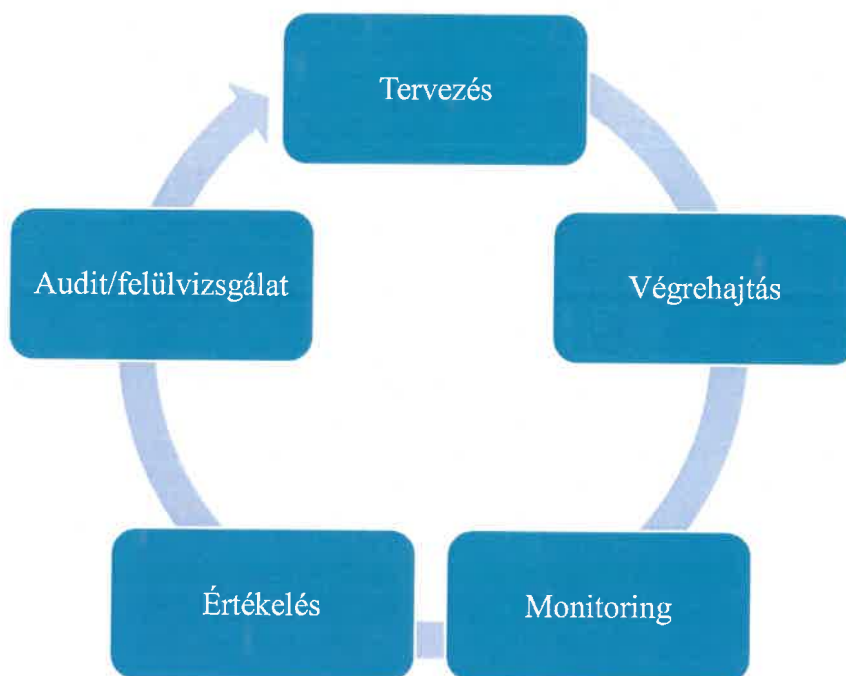 Tervezés
Végrehajtás
Monitoring
Értékelés
Audit/felülvizsgálat